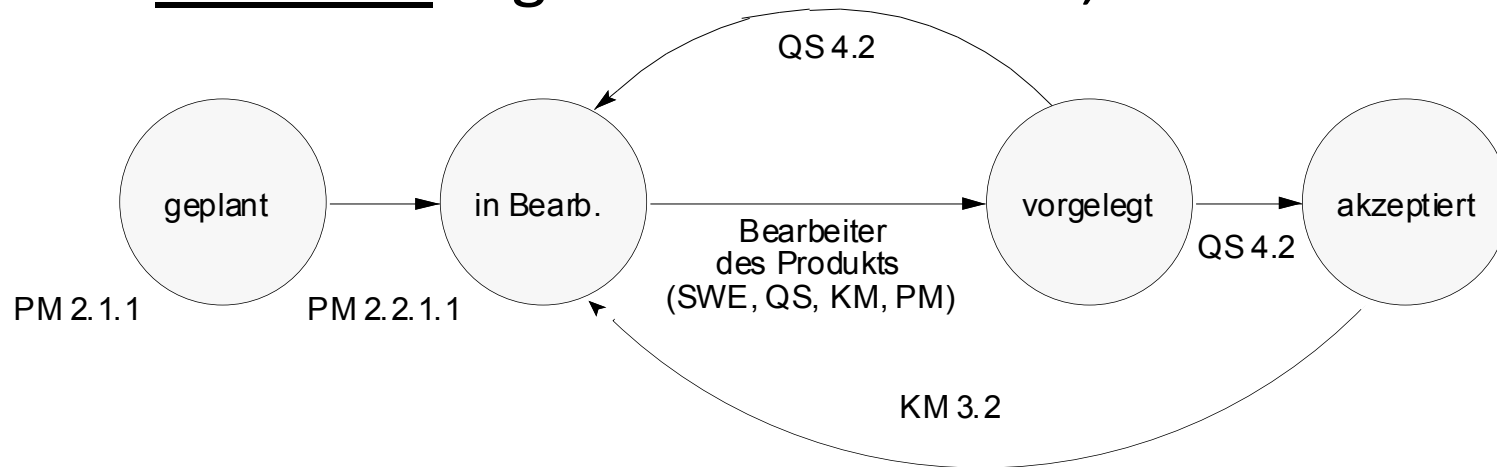 QS 4.2
geplant
in Bearb.
vorgelegt
akzeptiert
Bearbeiter
des Produkts
(SWE, QS, KM, PM)
QS 4.2
PM 2.1.1
PM 2.2.1.1
KM 3.2